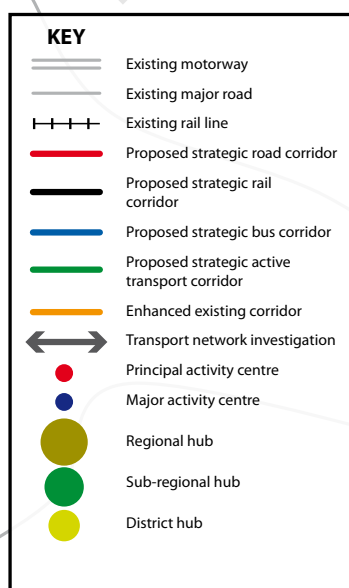 KEY
Existing motorway
Existing major road
Existing rail line
Proposed strategic road corridor
Proposed strategic rail
corridor
Proposed strategic bus corridor
Proposed strategic active
transport corridor
Enhanced existing corridor
Transport network investigation
Principal activity centre
Major activity centre
Regional hub
Sub-regional hub
District hub